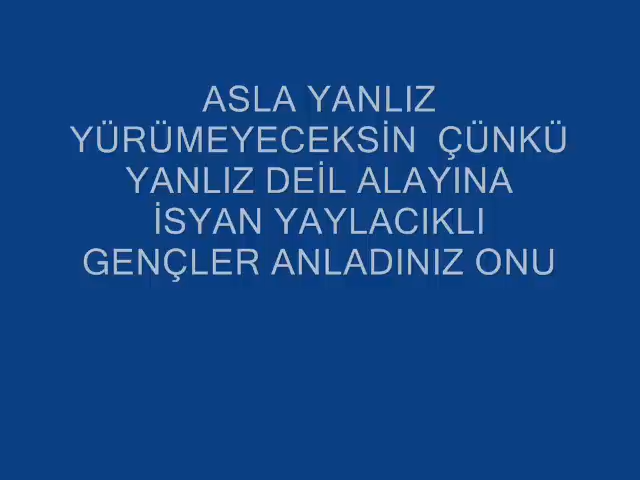 ASLA YANLIZ
YÜRÜMEYECEKSİN ÇÜNKÜ
YANLIZ DEİL ALAYINA
İSYAN YAYLACIKLI
GENÇLER ANLADINIZ ONU